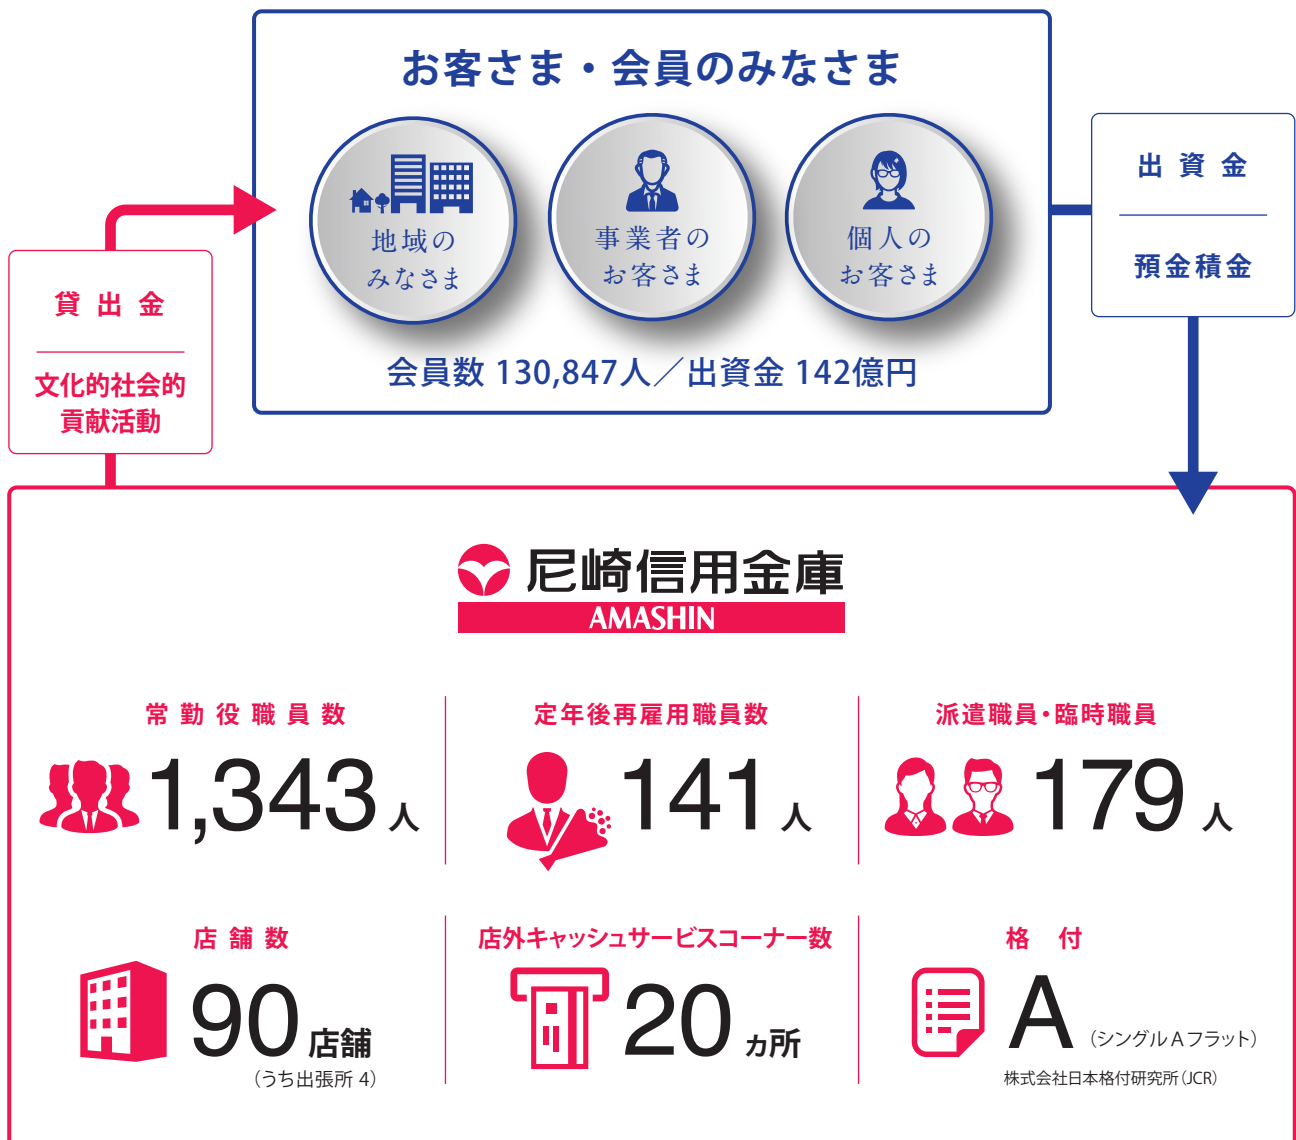 お客さま・会員のみなさま
地域の
みなさま
事業者の
お客さま
個人の
お客さま
会員数 130,847人／出資金 142億円
出資金
預金積金
貸出金
文化的社会的
貢献活動
尼崎信用金庫
AMASHIN
常勤役職員数
1,343人
定年後再雇用職員数
141人
派遣職員・臨時職員
179人
店舗数
90店舗
（うち出張所 4）
店外キャッシュサービスコーナー数
20ヵ所
格付
A（シングルAフラット）
株式会社日本格付研究所（JCR）